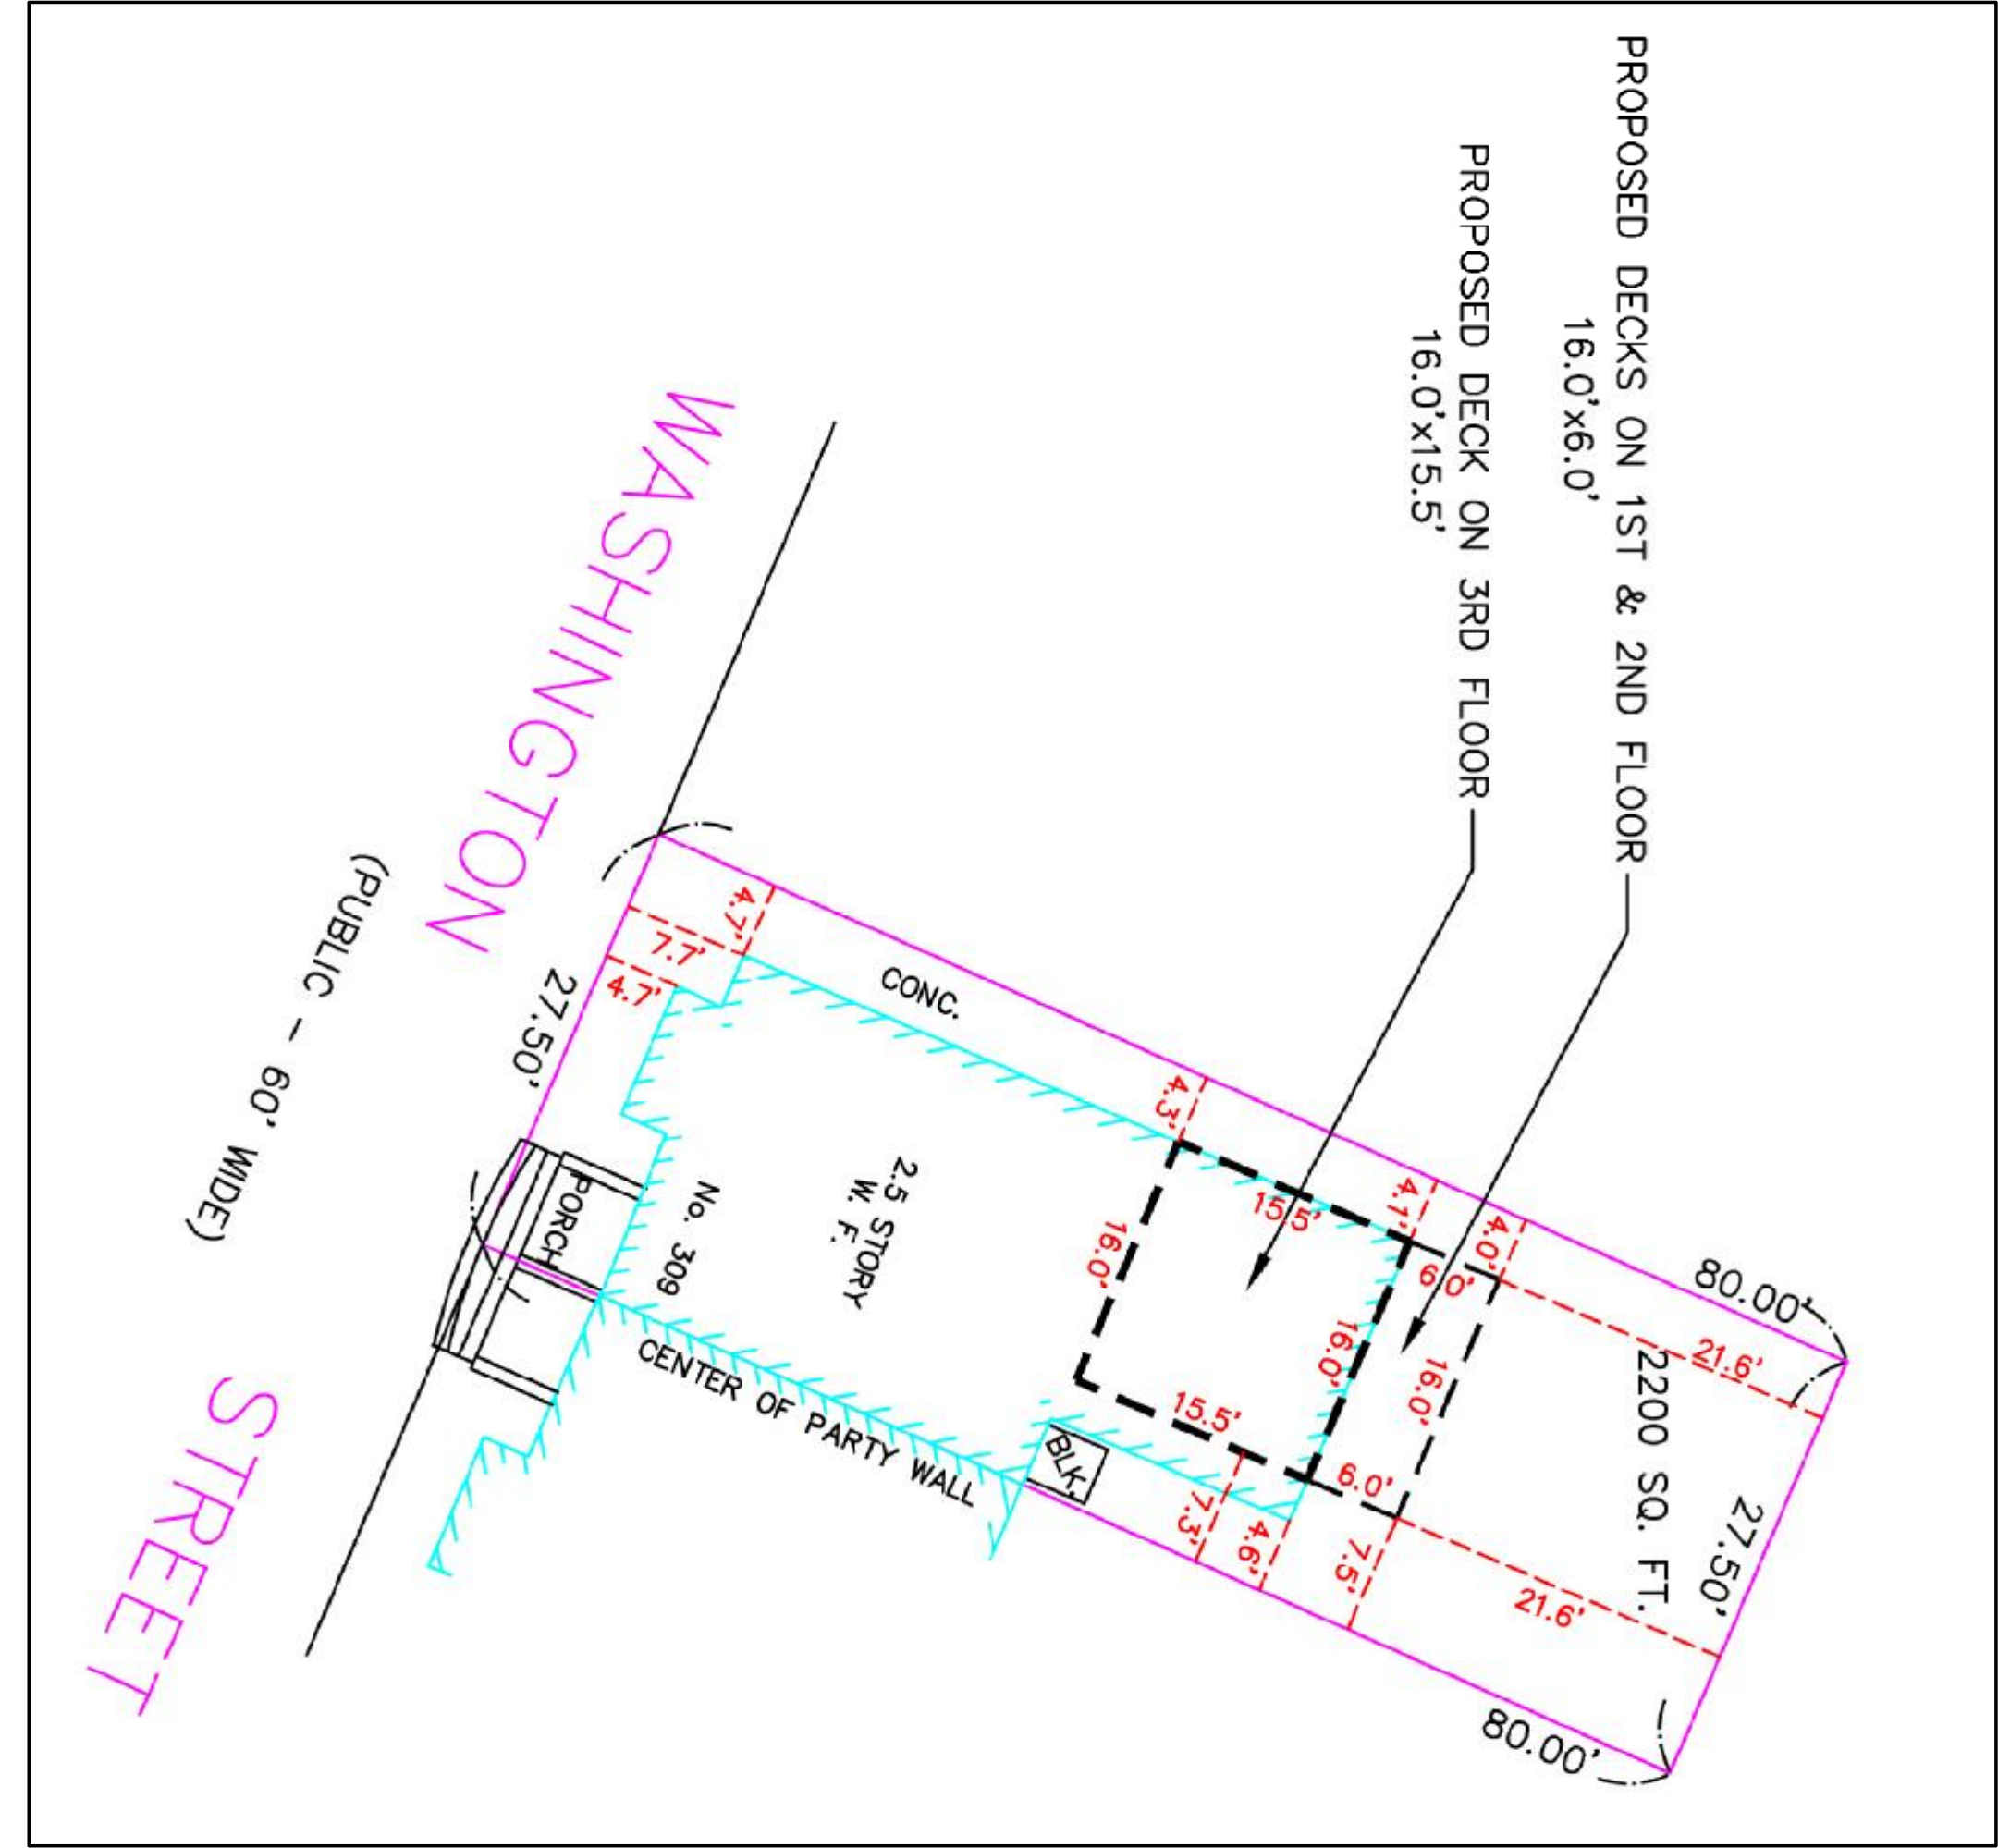 PROPOSED DECKS ON 1ST & 2ND FLOOR
16.0'x6.0'
PROPOSED DECK ON 3RD FLOOR
16.0'x15.5'
WASHINGTON
STREET
(PUBLIC - 60' WIDE)
27.50'
4.7'
7.7'
4.7'
CONC.
4.3'
15.5'
4.1'
4.0'
6.0'
80.00'
21.6'
2200 SQ. FT.
27.50'
16.0'
16.0'
16.0'
15.5'
6.0'
21.6'
7.3'
4.6'
7.5'
80.00'
2.5 STORY
W. F.
No. 309
PORCH
CENTER OF PARTY WALL
BLK.